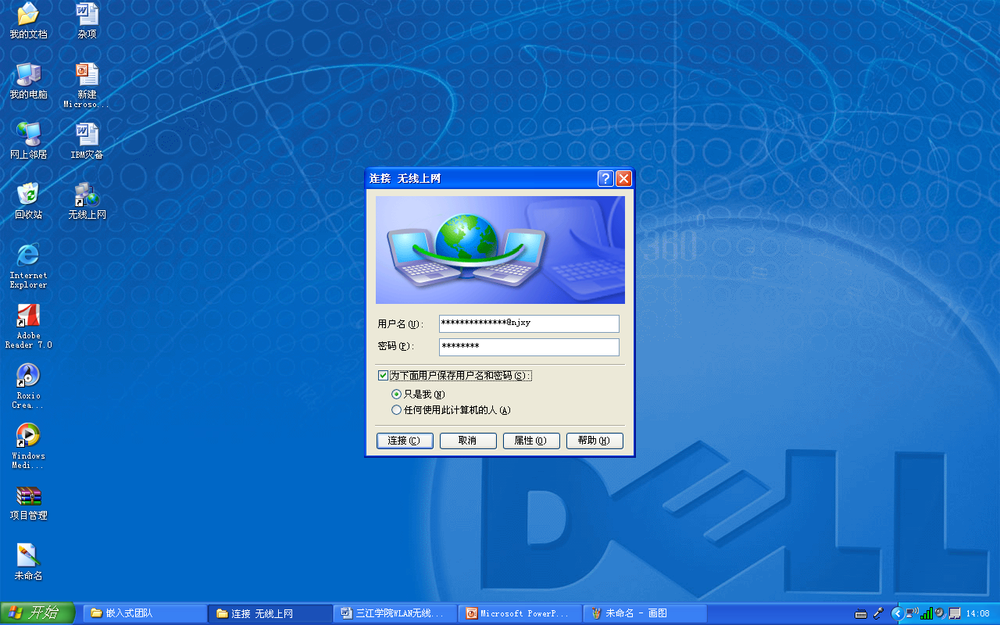 我的文档
杂项
我的电脑
新建
Microso...
网上邻居
IBM灾备
回收站
无线上网
Internet
Explorer
Adobe
Reader 7.0
Roxio
Crea...
Windows
Medi...
项目管理
未命名
连接 无线上网
?
用户名(U):
**************@njxy
密码(P):
********
为下面用户保存用户名和密码(S):
只是我(N)
任何使用此计算机的人(A)
连接(C)
取消
属性(O)
帮助(H)
360
DELL
开始
嵌入式团队
连接 无线上网
三江学院WLAN无线...
Microsoft PowerP...
未命名 - 画图
14:08